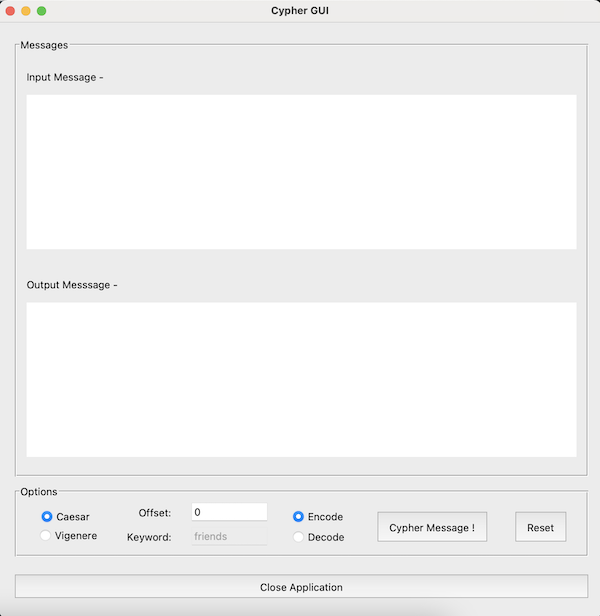 Cypher GUI
Messages
Input Message -
Output Messsage -
Options
Caesar
Offset:
0
Encode
Cypher Message !
Reset
Vigenere
Keyword:
friends
Decode
Close Application